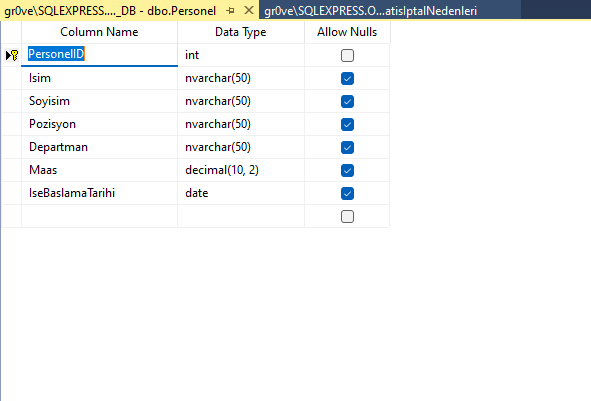 gr0ve\SQLEXPRESS...._DB - dbo.Personel
gr0ve\SQLEXPRESS.O...atisIptalNedenleri
Column Name Data Type Allow Nulls
PersonelID int
Isim nvarchar(50)
Soyisim nvarchar(50)
Pozisyon nvarchar(50)
Departman nvarchar(50)
Maas decimal(10, 2)
IseBaslamaTarihi date